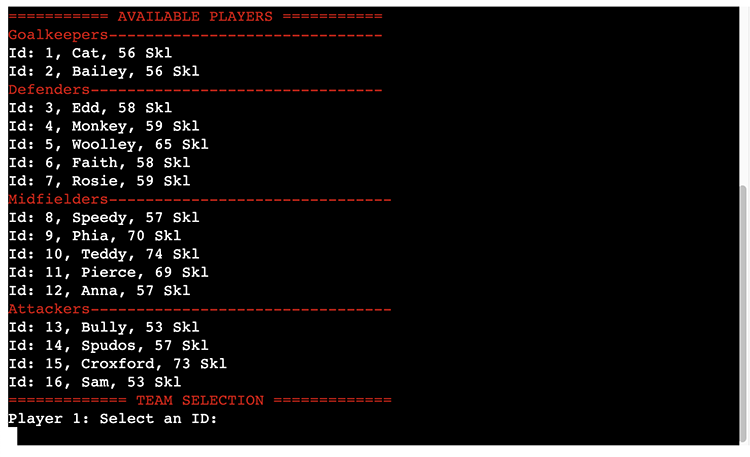 =========== AVAILABLE PLAYERS ===========
Goalkeepers------------------------------
Id: 1, Cat, 56 Skl
Id: 2, Bailey, 56 Skl
Defenders--------------------------------
Id: 3, Edd, 58 Skl
Id: 4, Monkey, 59 Skl
Id: 5, Woolley, 65 Skl
Id: 6, Faith, 58 Skl
Id: 7, Rosie, 59 Skl
Midfielders-------------------------------
Id: 8, Speedy, 57 Skl
Id: 9, Phia, 70 Skl
Id: 10, Teddy, 74 Skl
Id: 11, Pierce, 69 Skl
Id: 12, Anna, 57 Skl
Attackers---------------------------------
Id: 13, Bully, 53 Skl
Id: 14, Spudos, 57 Skl
Id: 15, Croxford, 73 Skl
Id: 16, Sam, 53 Skl
============= TEAM SELECTION =============
Player 1: Select an ID: